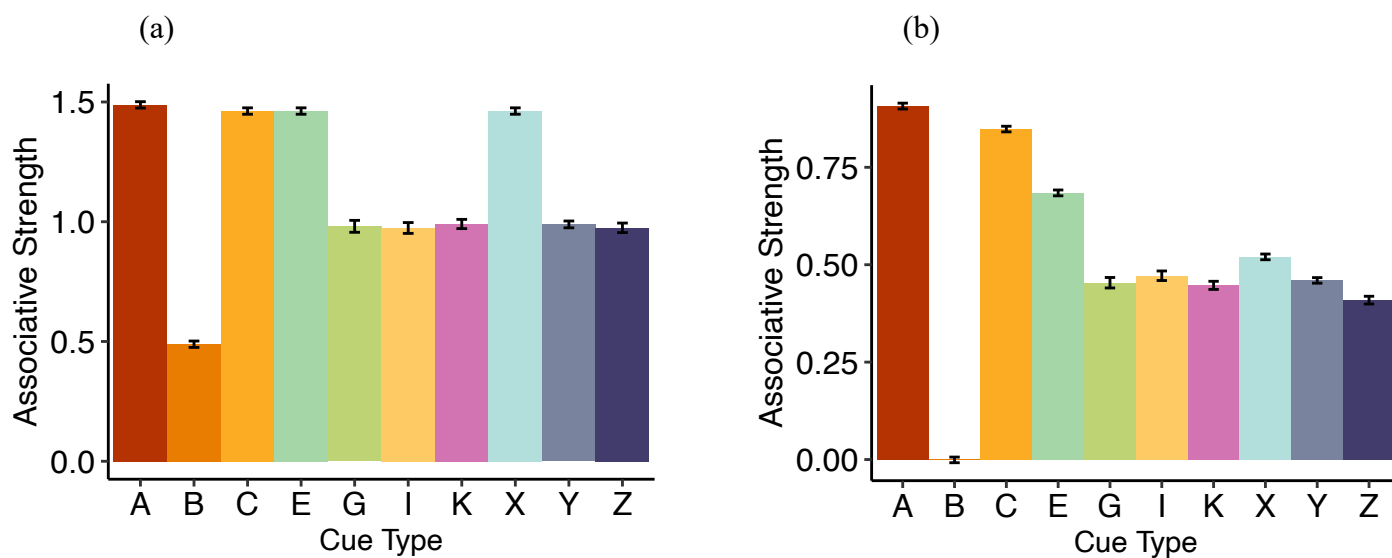 (a)
(b)
Associative Strength
1.5
1.0
0.5
0.0
A B C E G I K X Y Z
Cue Type
Associative Strength
0.75
0.50
0.25
0.00
A B C E G I K X Y Z
Cue Type